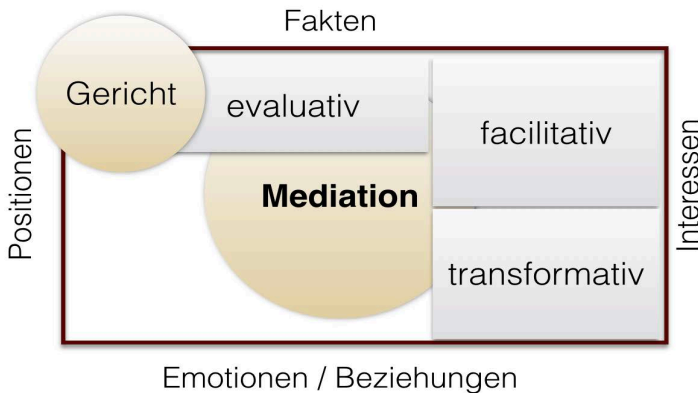 Fakten
Gericht
evaluativ
facilitativ
Positionen
Mediation
Interessen
transformativ
Emotionen / Beziehungen